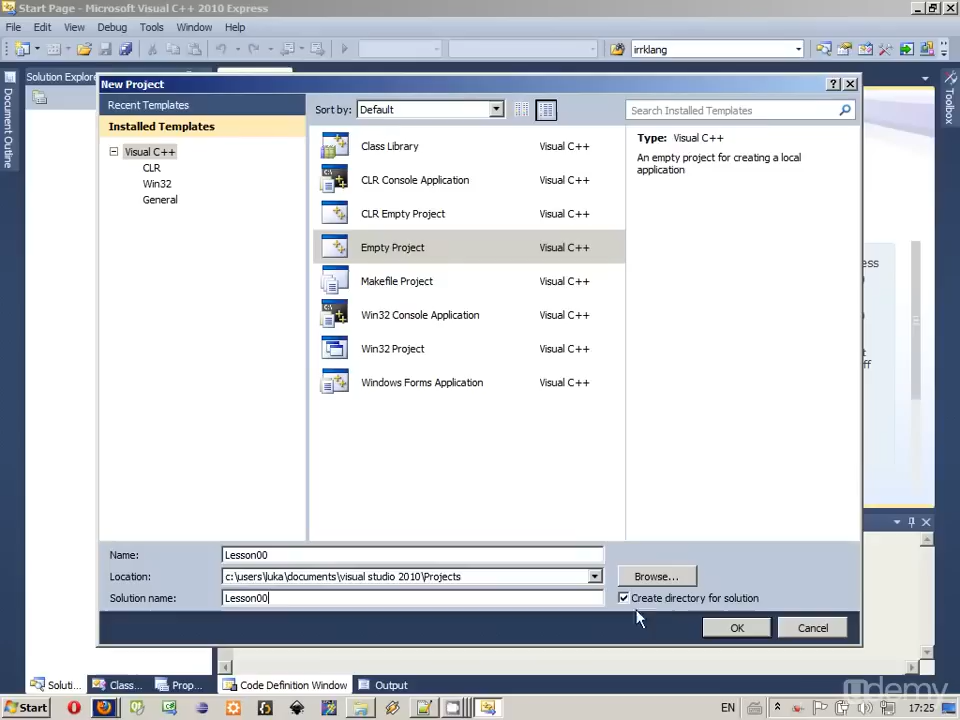 Start Page - Microsoft Visual C++ 2010 Express
File Edit View Debug Tools Window Help
irrklang
Solution Explor
Document Outline
Toolbox
New Project
Recent Templates
Installed Templates
Visual C++
CLR
Win32
General
Sort by: Default
Search Installed Templates
Class Library Visual C++
CLR Console Application Visual C++
CLR Empty Project Visual C++
Empty Project Visual C++
Makefile Project Visual C++
Win32 Console Application Visual C++
Win32 Project Visual C++
Windows Forms Application Visual C++
Type: Visual C++
An empty project for creating a local
application
ess
ff
Name: Lesson00
Location: c:\users\luka\documents\visual studio 2010\Projects
Browse...
Solution name: Lesson00
Create directory for solution
OK Cancel
Soluti... Class... Prop... Code Definition Window Output
udemy
Start EN 17:25